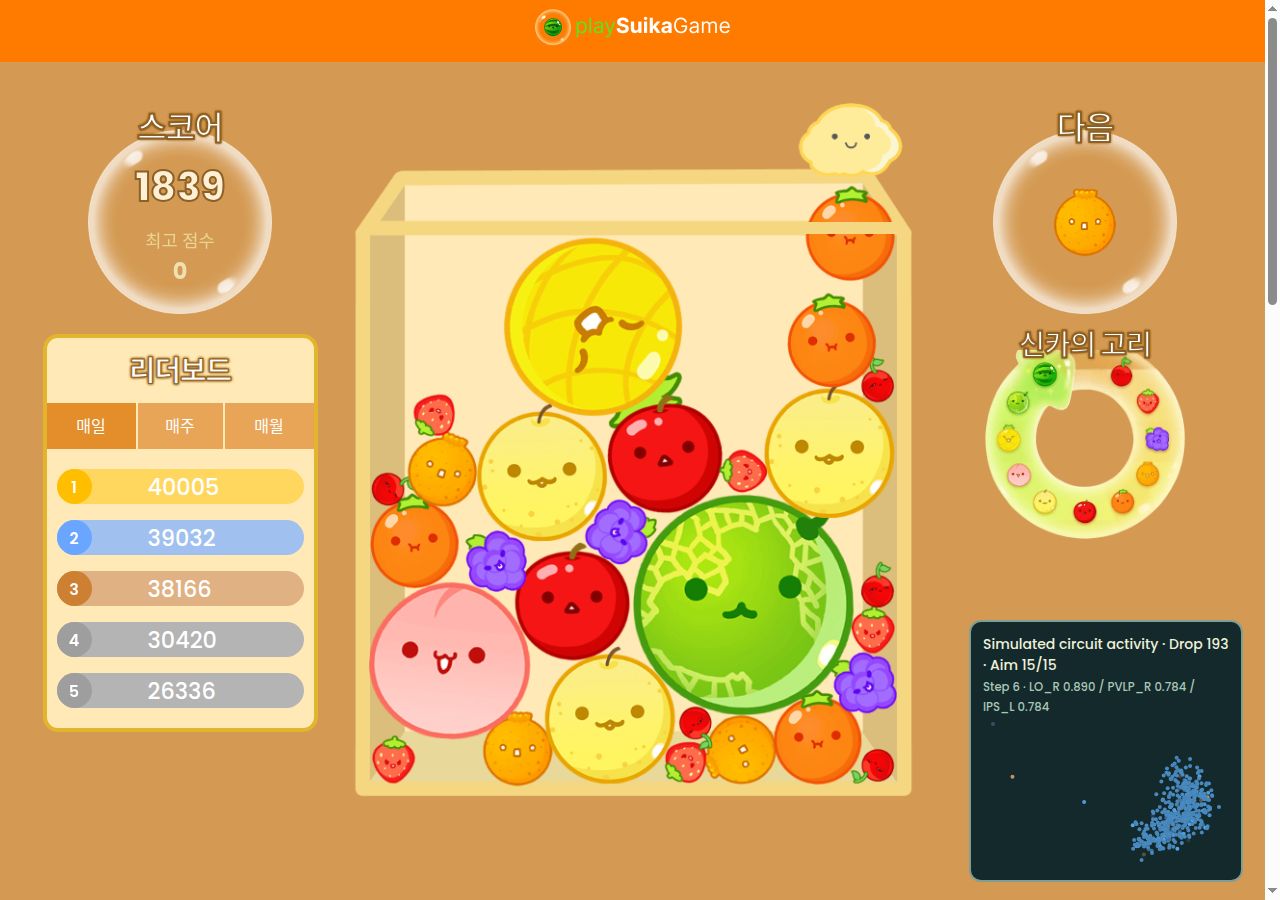 playSuikaGame
스코어
1839
최고 점수
0
리더보드
매일 매주 매월
1 40005
2 39032
3 38166
4 30420
5 26336
다음
신카의 고리
Simulated circuit activity · Drop 193
· Aim 15/15
Step 6 · LO_R 0.890 / PVLP_R 0.784 /
IPS_L 0.784